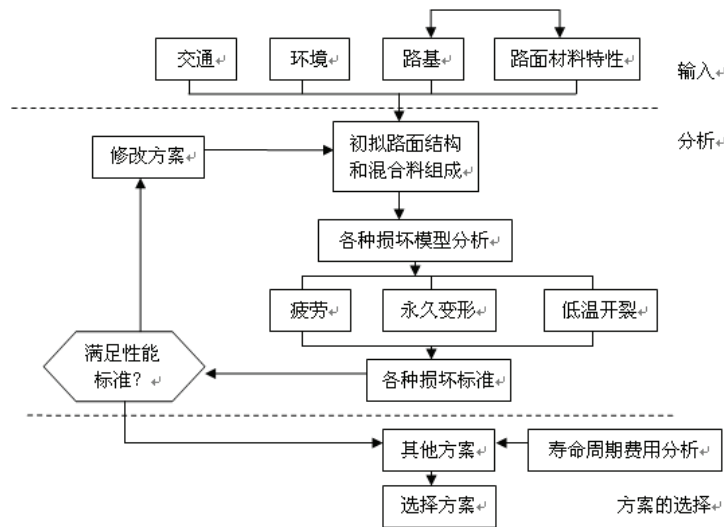 交通
环境
路基
路面材料特性
输入
修改方案
初拟路面结构
和混合料组成
分析
各种损坏模型分析
疲劳
永久变形
低温开裂
满足性能
标准？
各种损坏标准
其他方案
寿命周期费用分析
选择方案
方案的选择